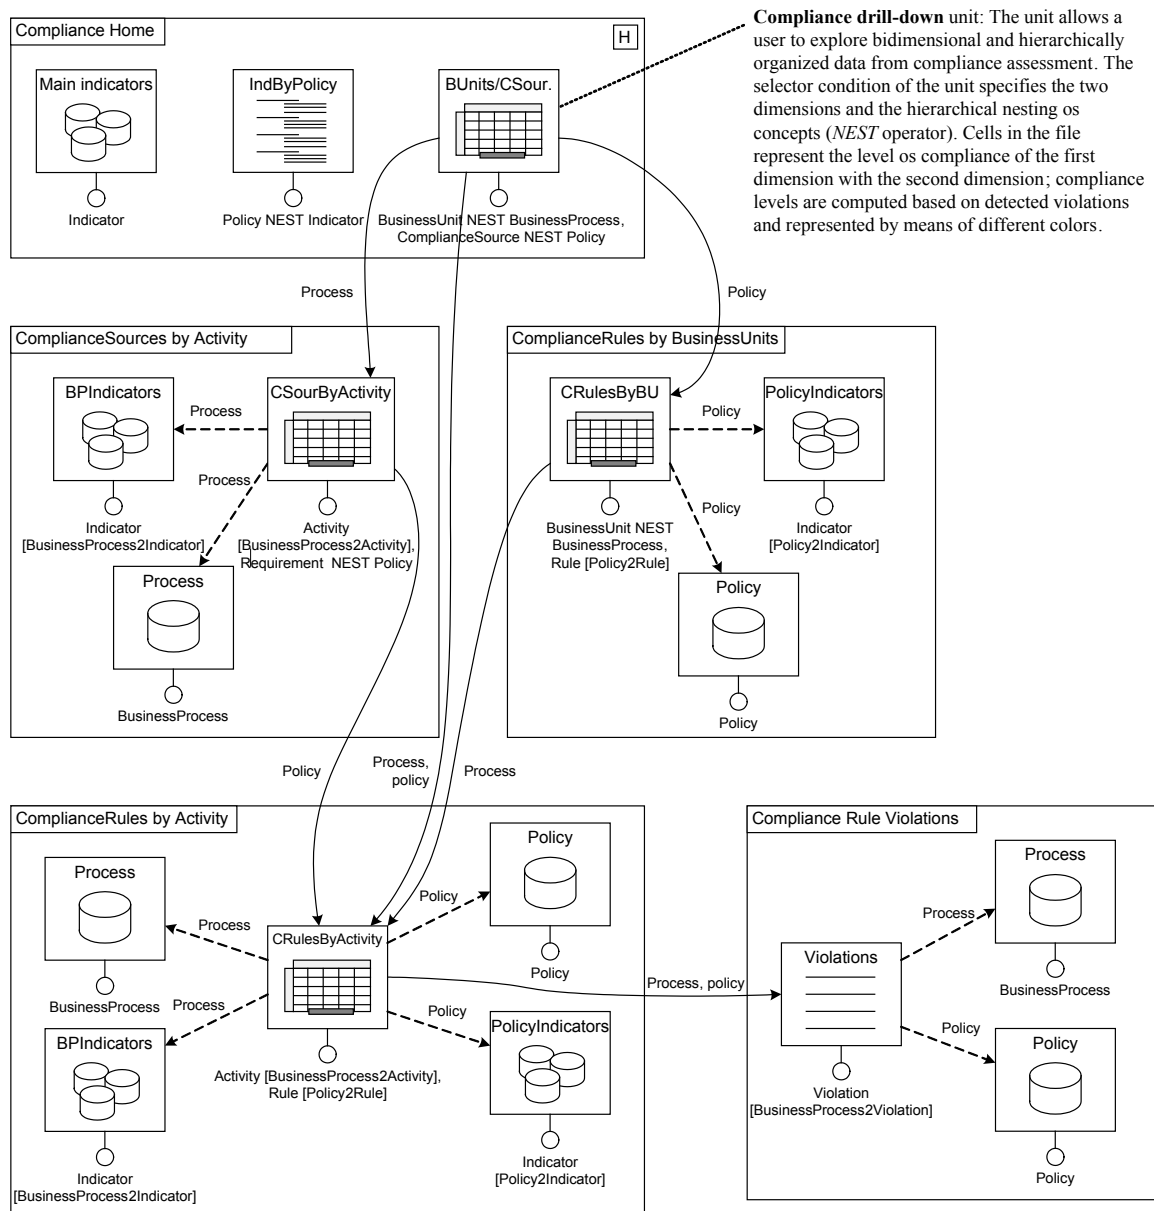 Compliance Home
H
Main indicators
Indicator
IndByPolicy
Policy NEST Indicator
BUnits/CSour.
BusinessUnit NEST BusinessProcess,
ComplianceSource NEST Policy
Compliance drill-down unit: The unit allows a
user to explore bidimensional and hierarchically
organized data from compliance assessment. The
selector condition of the unit specifies the two
dimensions and the hierarchical nesting os
concepts (NEST operator). Cells in the file
represent the level os compliance of the first
dimension with the second dimension; compliance
levels are computed based on detected violations
and represented by means of different colors.
Process
Policy
ComplianceSources by Activity
BPIndicators
Process
CSourByActivity
Process
Indicator
[BusinessProcess2Indicator]
Activity
[BusinessProcess2Activity],
Requirement NEST Policy
Process
BusinessProcess
ComplianceRules by BusinessUnits
CRulesByBU
Policy
PolicyIndicators
Policy
BusinessUnit NEST
BusinessProcess,
Rule [Policy2Rule]
Indicator
[Policy2Indicator]
Policy
Policy
Policy
Process,
policy
Process
ComplianceRules by Activity
Process
BusinessProcess
Process
CRulesByActivity
Policy
Policy
Policy
Process
BPIndicators
Indicator
[BusinessProcess2Indicator]
Activity [BusinessProcess2Activity],
Rule [Policy2Rule]
Policy
PolicyIndicators
Indicator
[Policy2Indicator]
Process, policy
Compliance Rule Violations
Violations
Violation
[BusinessProcess2Violation]
Process
Process
BusinessProcess
Policy
Policy
Policy